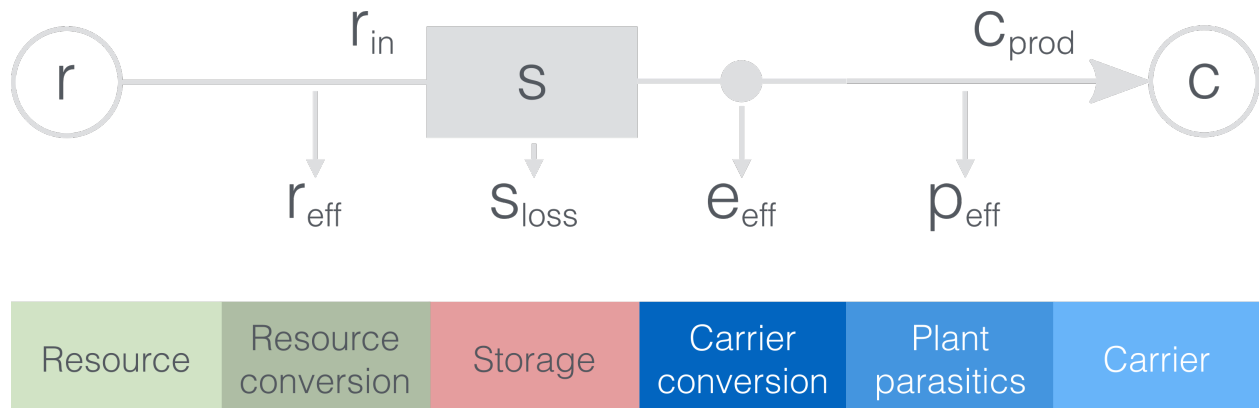 r
r_in
s
c_prod
c
r_eff
s_loss
e_eff
p_eff
Resource
Resource
conversion
Storage
Carrier
conversion
Plant
parasitics
Carrier